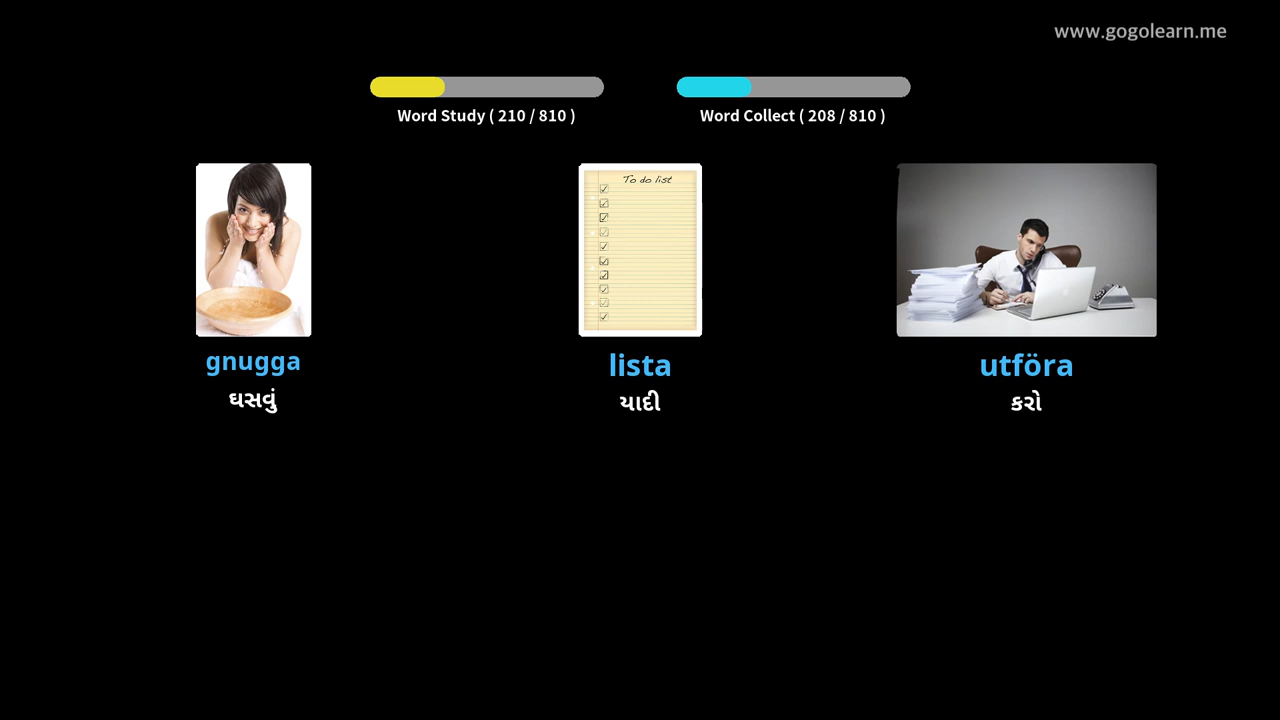 www.gogolearn.me
Word Study ( 210 / 810 )
Word Collect ( 208 / 810 )
To do list
gnugga
ઘસવું
lista
યાદી
utföra
કરો